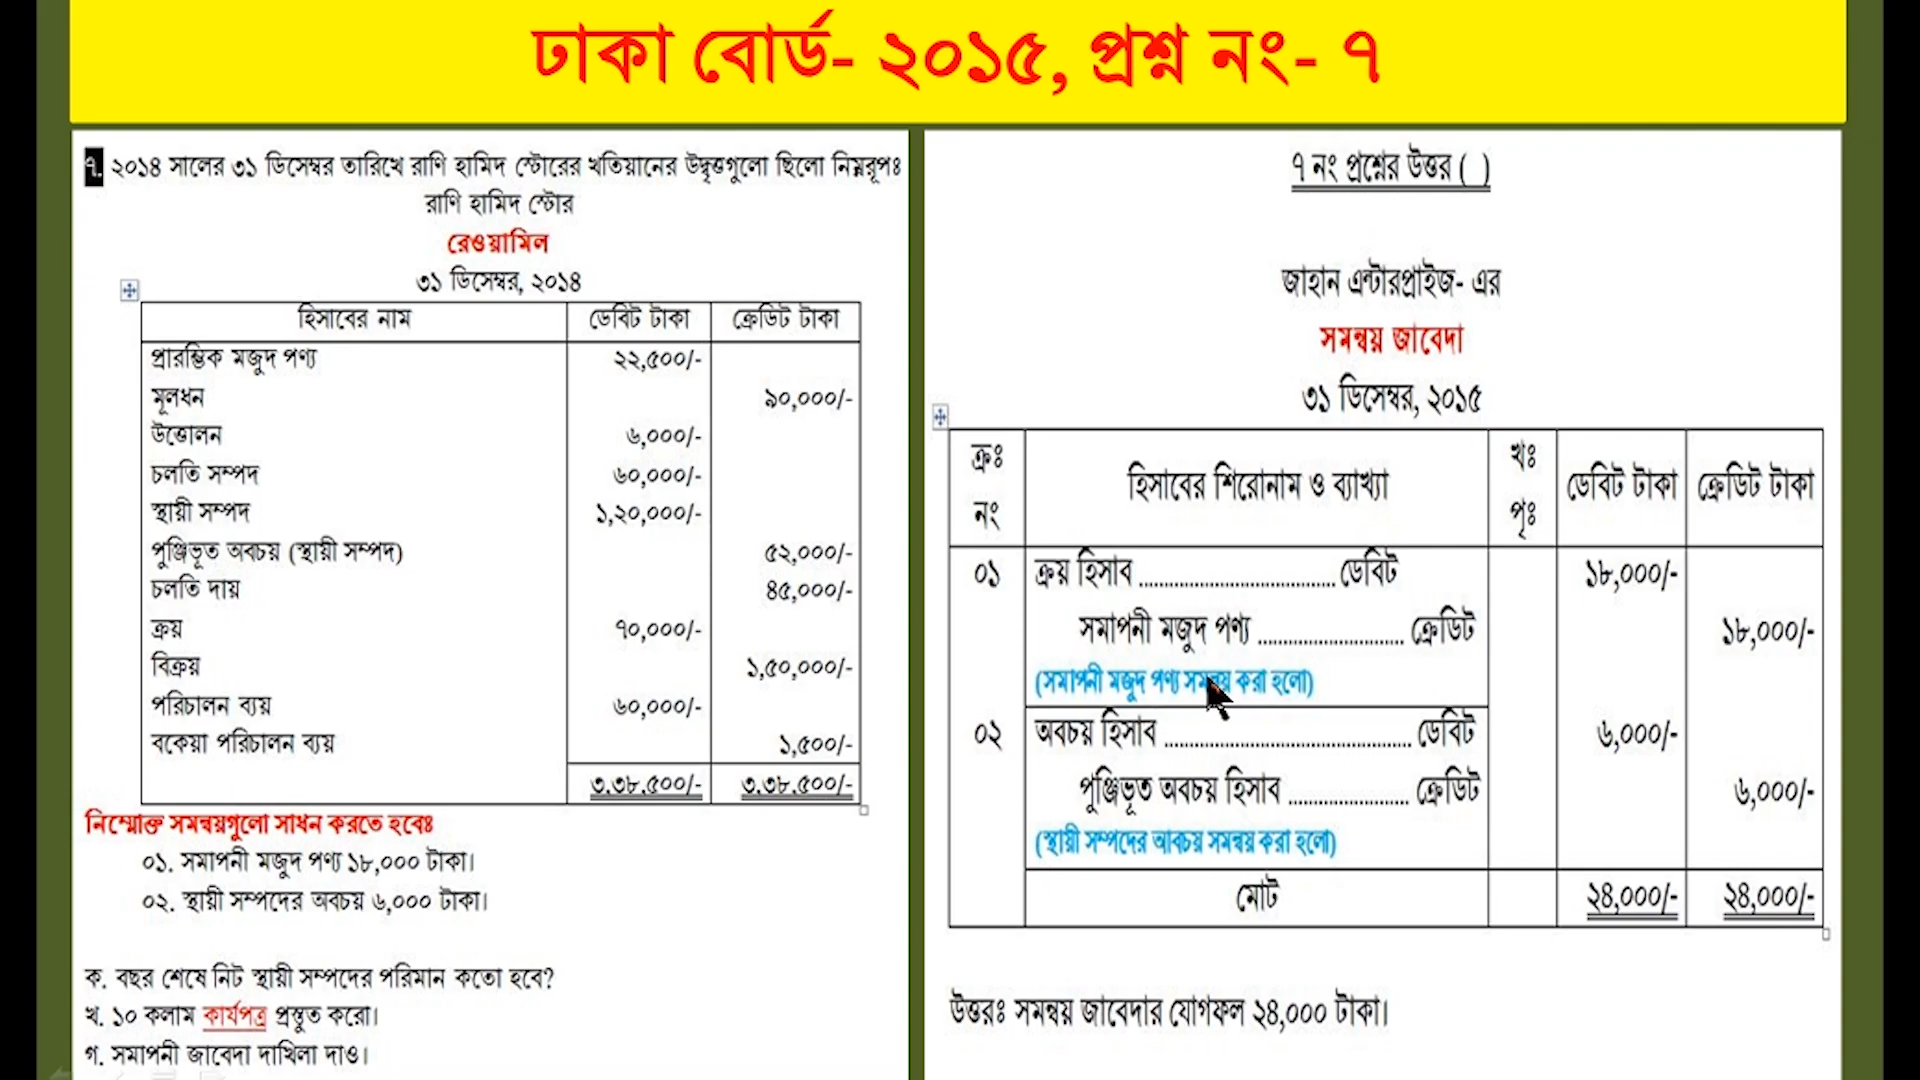 ঢাকা বোর্ড- ২০১৫, প্রশ্ন নং- ৭
৭. ২০১৪ সালের ৩১ ডিসেম্বর তারিখে রাণি হামিদ স্টোরের খতিয়ানের উদ্বৃত্তগুলো ছিলো নিম্নরূপঃ
রাণি হামিদ স্টোর
রেওয়ামিল
৩১ ডিসেম্বর, ২০১৪
হিসাবের নাম ডেবিট টাকা ক্রেডিট টাকা
প্রারম্ভিক মজুদ পণ্য ২২,৫০০/-
মূলধন ৯০,০০০/-
উত্তোলন ৬,০০০/-
চলতি সম্পদ ৬০,০০০/-
স্থায়ী সম্পদ ১,২০,০০০/-
পুঞ্জিভূত অবচয় (স্থায়ী সম্পদ) ৫২,০০০/-
চলতি দায় ৪৫,০০০/-
ক্রয় ৭০,০০০/-
বিক্রয় ১,৫০,০০০/-
পরিচালন ব্যয় ৬০,০০০/-
বকেয়া পরিচালন ব্যয় ১,৫০০/-
৩,৩৮,৫০০/- ৩,৩৮,৫০০/-
নিম্মোক্ত সমন্বয়গুলো সাধন করতে হবেঃ
০১. সমাপনী মজুদ পণ্য ১৮,০০০ টাকা।
০২. স্থায়ী সম্পদের অবচয় ৬,০০০ টাকা।
ক. বছর শেষে নিট স্থায়ী সম্পদের পরিমান কতো হবে?
খ. ১০ কলাম কার্যপত্র প্রস্তুত করো।
গ. সমাপনী জাবেদা দাখিলা দাও।
৭ নং প্রশ্নের উত্তর ( )
জাহান এন্টারপ্রাইজ- এর
সমন্বয় জাবেদা
৩১ ডিসেম্বর, ২০১৫
ক্রঃ নং হিসাবের শিরোনাম ও ব্যাখ্যা খঃ পৃঃ ডেবিট টাকা ক্রেডিট টাকা
০১ ক্রয় হিসাব ................................. ডেবিট ১৮,০০০/-
সমাপনী মজুদ পণ্য ........................ ক্রেডিট ১৮,০০০/-
(সমাপনী মজুদ পণ্য সমন্বয় করা হলো)
০২ অবচয় হিসাব ......................................... ডেবিট ৬,০০০/-
পুঞ্জিভূত অবচয় হিসাব .................... ক্রেডিট ৬,০০০/-
(স্থায়ী সম্পদের আবচয় সমন্বয় করা হলো)
মোট ২৪,০০০/- ২৪,০০০/-
উত্তরঃ সমন্বয় জাবেদার যোগফল ২৪,০০০ টাকা।